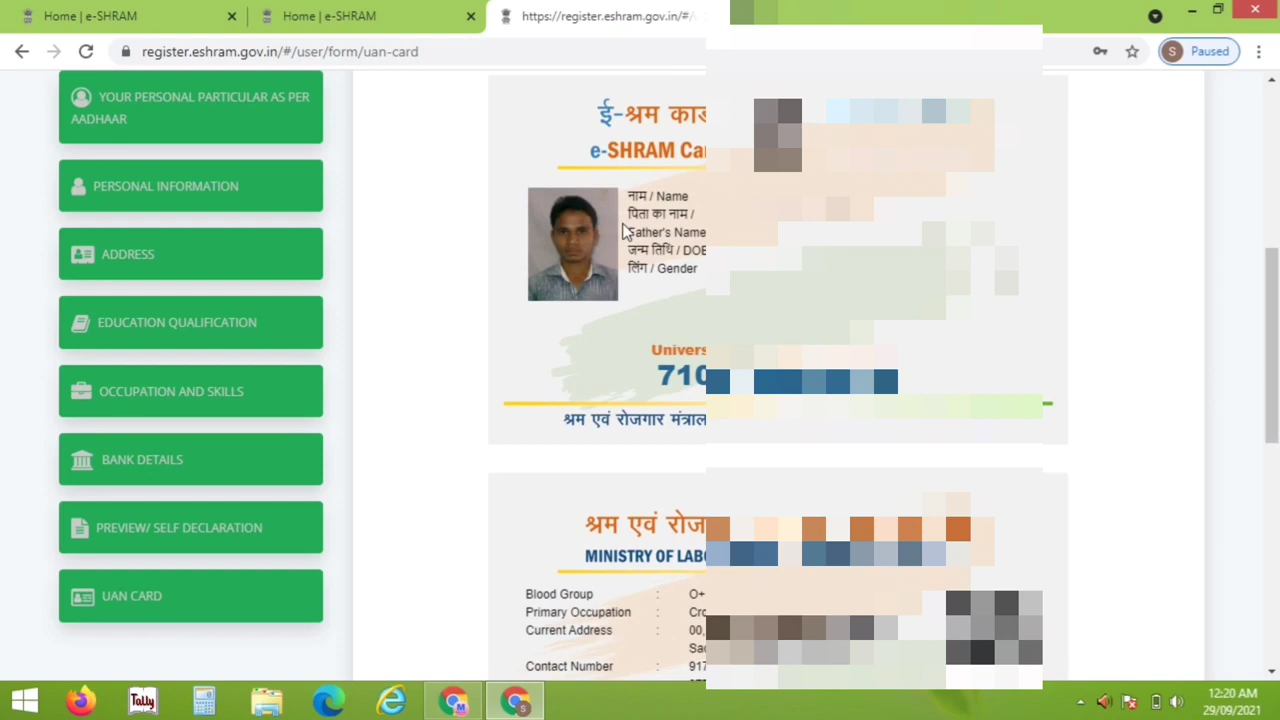 Home | e-SHRAM
Home | e-SHRAM
https://register.eshram.gov.in/#/
register.eshram.gov.in/#/user/form/uan-card
S Paused
YOUR PERSONAL PARTICULAR AS PER
AADHAAR
PERSONAL INFORMATION
ADDRESS
EDUCATION QUALIFICATION
OCCUPATION AND SKILLS
BANK DETAILS
PREVIEW/ SELF DECLARATION
UAN CARD
ई-श्रम का
e-SHRAM Ca
नाम / Name
पिता का नाम /
Father's Name
जन्म तिथि / DOB
लिंग / Gender
Univers
710
श्रम एवं रोजगार मंत्राल
श्रम एवं रोज
MINISTRY OF LAB
Blood Group : O+
Primary Occupation : Cro
Current Address : 00,
Sad
Contact Number : 917
Tally
M
S
12:20 AM
29/09/2021